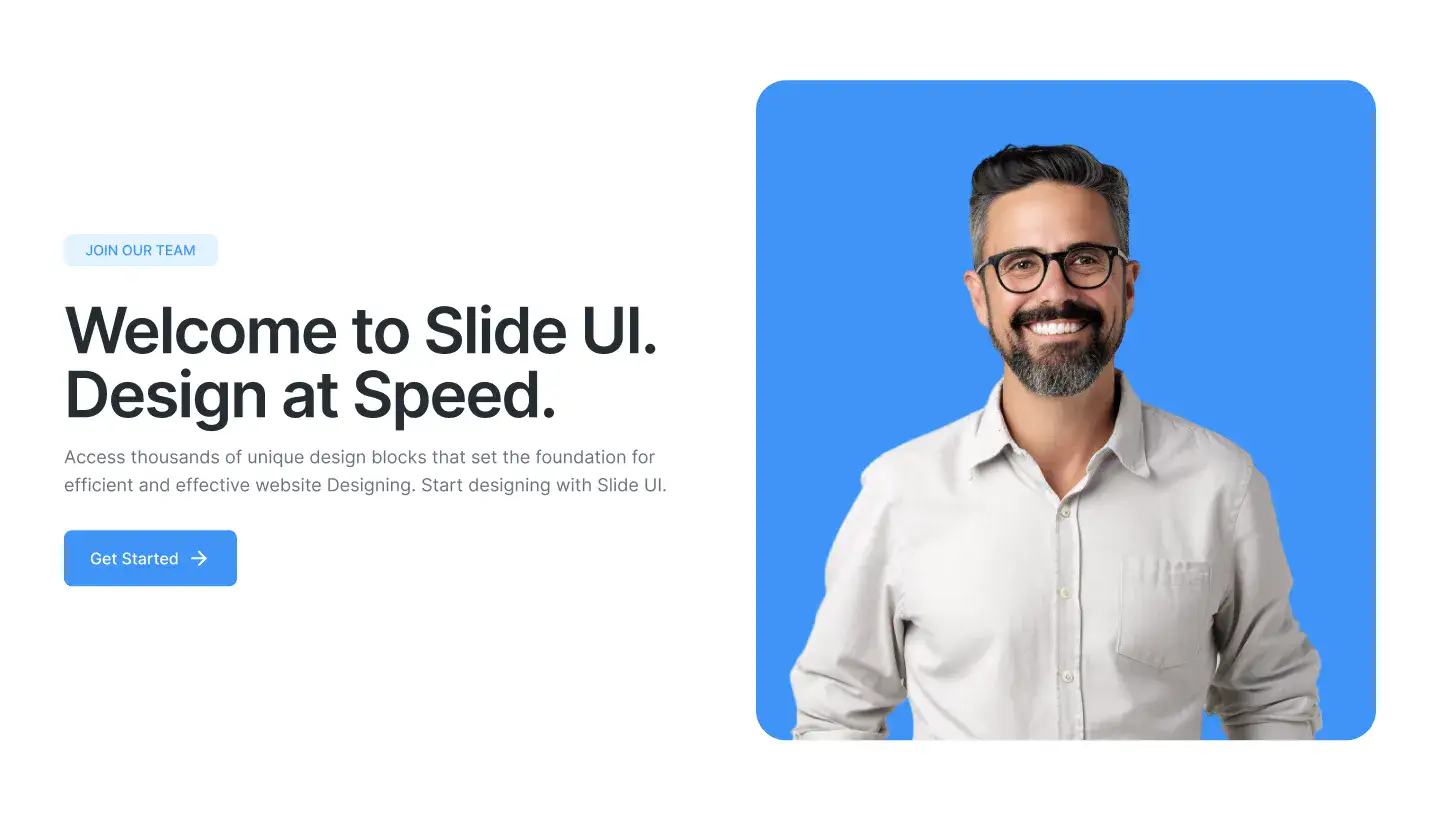 JOIN OUR TEAM
Welcome to Slide UI.
Design at Speed.
Access thousands of unique design blocks that set the foundation for
efficient and effective website Designing. Start designing with Slide UI.
Get Started